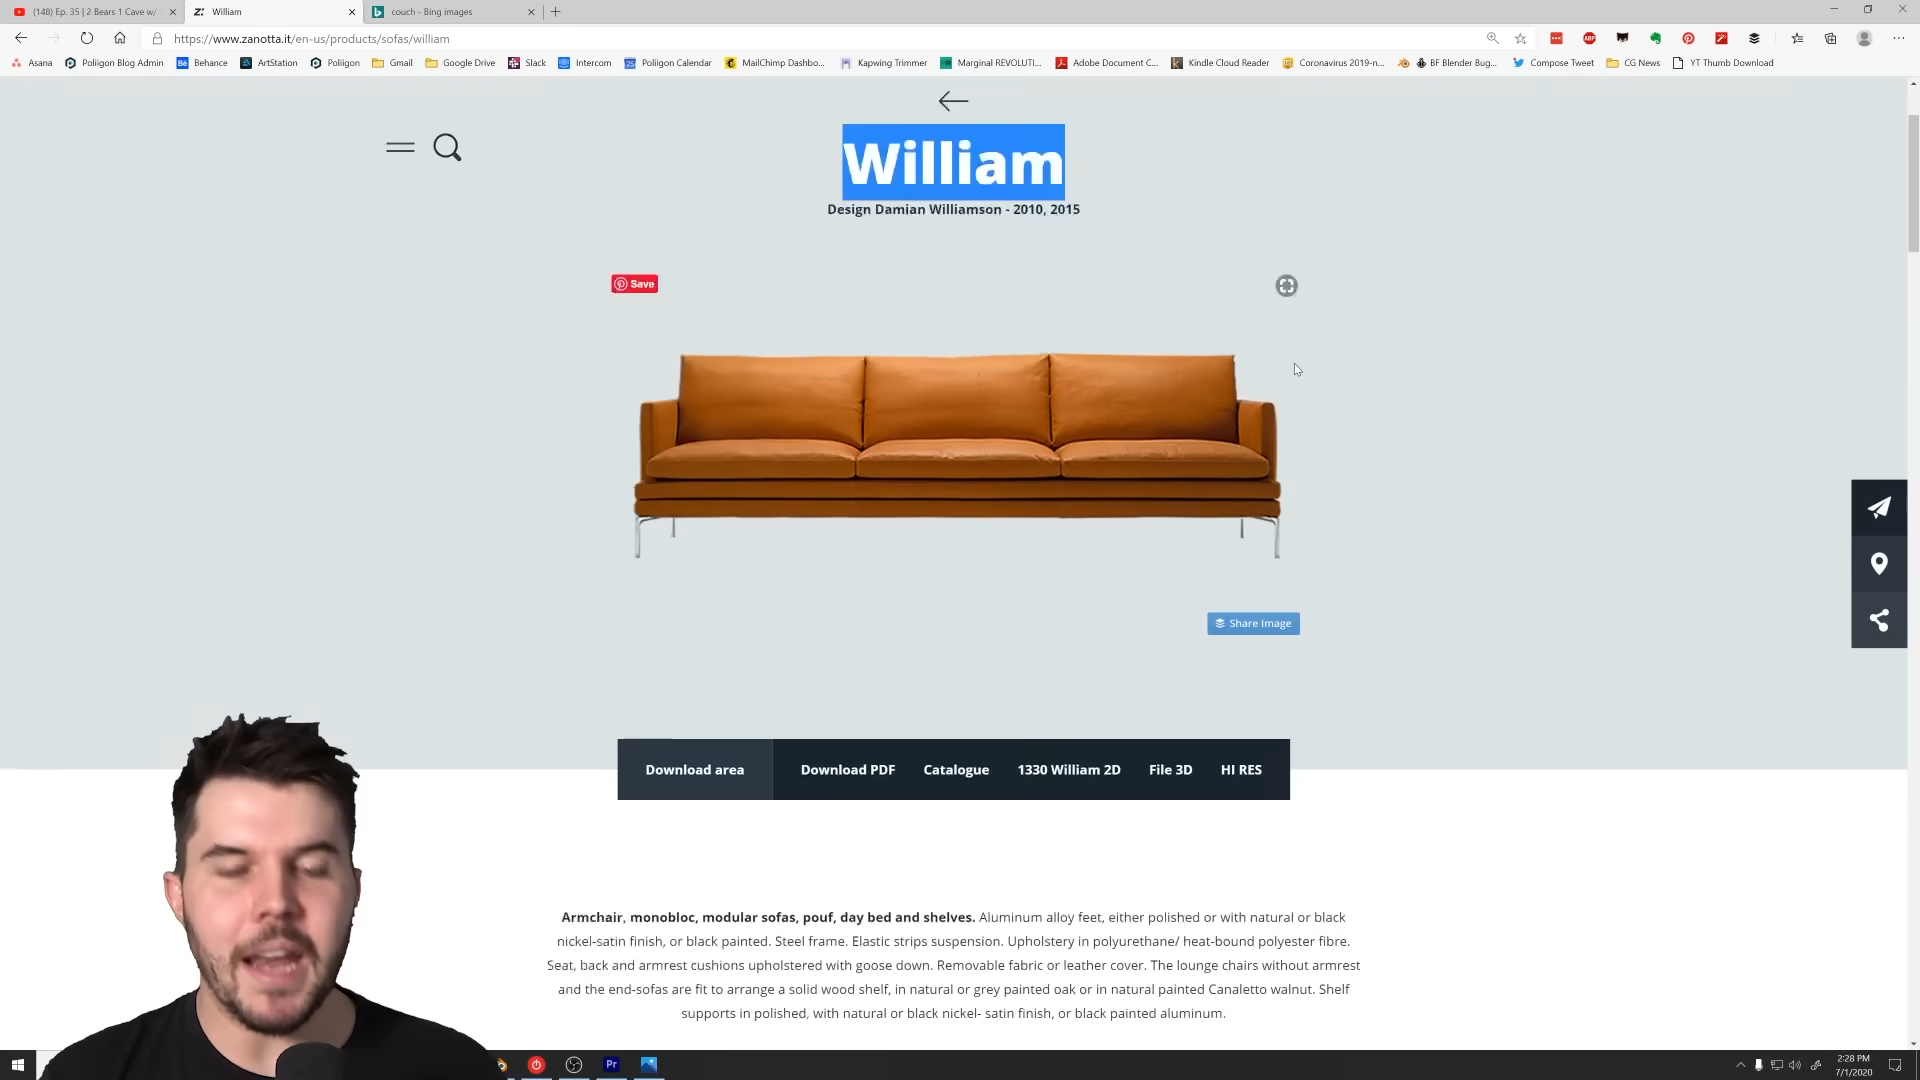 (148) Ep. 35 | 2 Bears 1 Cave w/
William
couch - Bing images
https://www.zanotta.it/en-us/products/sofas/william
Asana
Poliigon Blog Admin
Behance
ArtStation
Poliigon
Gmail
Google Drive
Slack
Intercom
Poliigon Calendar
MailChimp Dashbo...
Kapwing Trimmer
Marginal REVOLUTI...
Adobe Document C...
Kindle Cloud Reader
Coronavirus 2019-n...
BF Blender Bug...
Compose Tweet
CG News
YT Thumb Download
William
Design Damian Williamson - 2010, 2015
Save
Share Image
Download area
Download PDF
Catalogue
1330 William 2D
File 3D
HI RES
Armchair, monobloc, modular sofas, pouf, day bed and shelves. Aluminum alloy feet, either polished or with natural or black
nickel-satin finish, or black painted. Steel frame. Elastic strips suspension. Upholstery in polyurethane/ heat-bound polyester fibre.
Seat, back and armrest cushions upholstered with goose down. Removable fabric or leather cover. The lounge chairs without armrest
and the end-sofas are fit to arrange a solid wood shelf, in natural or grey painted oak or in natural painted Canaletto walnut. Shelf
supports in polished, with natural or black nickel- satin finish, or black painted aluminum.
Pr
2:28 PM
7/1/2020